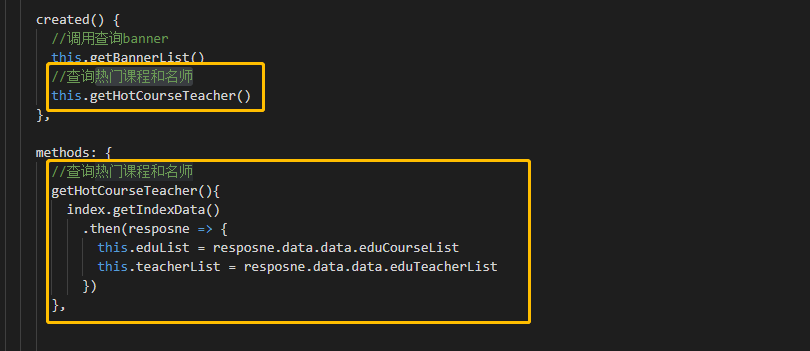 created() {
//调用查询banner
this.getBannerList()
//查询热门课程和名师
this.getHotCourseTeacher()
},
methods: {
//查询热门课程和名师
getHotCourseTeacher(){
index.getIndexData()
.then(resposne => {
this.eduList = resposne.data.data.eduCourseList
this.teacherList = resposne.data.data.eduTeacherList
})
},